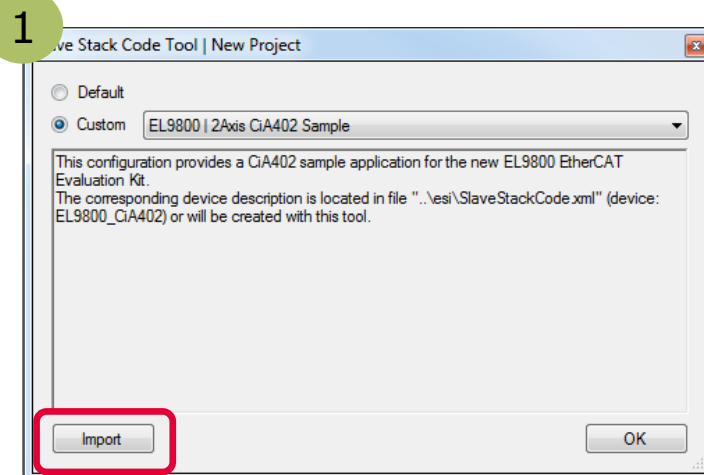 1
ve Stack Code Tool | New Project
Default
Custom EL9800 | 2Axis CiA402 Sample
This configuration provides a CiA402 sample application for the new EL9800 EtherCAT
Evaluation Kit.
The corresponding device description is located in file "..\esi\SlaveStackCode.xml" (device:
EL9800_CiA402) or will be created with this tool.
Import OK